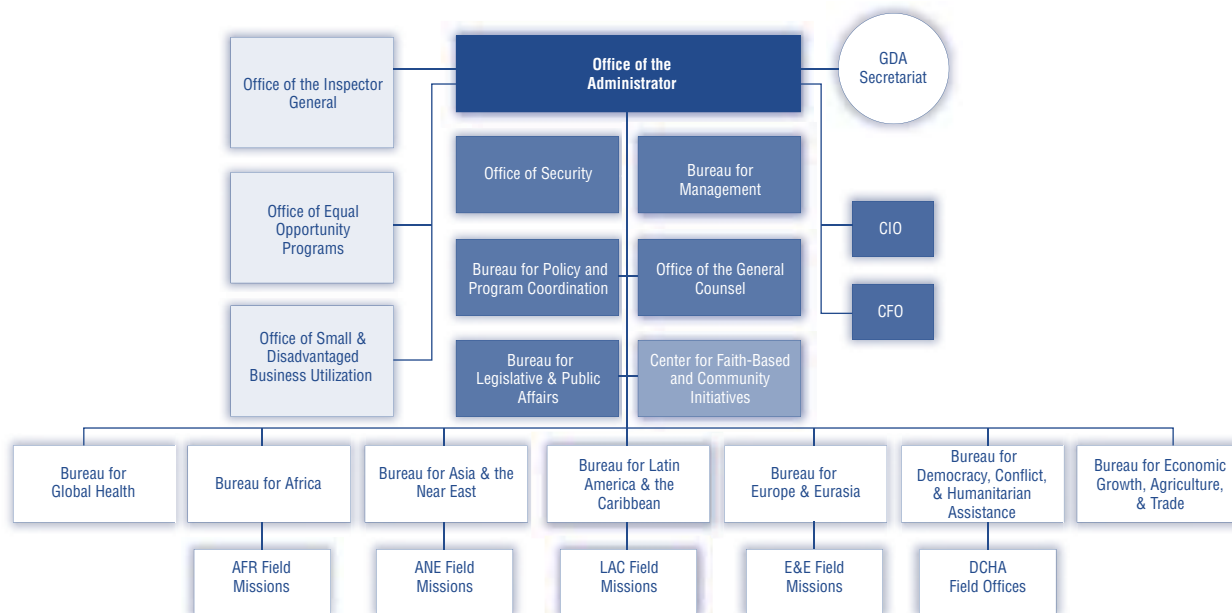 Office of the
Administrator
GDA
Secretariat
Office of the Inspector
General
Office of Security
Bureau for
Management
Office of Equal
Opportunity
Programs
CIO
Bureau for Policy and
Program Coordination
Office of the General
Counsel
CFO
Office of Small &
Disadvantaged
Business Utilization
Bureau for
Legislative & Public
Affairs
Center for Faith-Based
and Community
Initiatives
Bureau for
Global Health
Bureau for Africa
Bureau for Asia & the
Near East
Bureau for Latin
America & the
Caribbean
Bureau for
Europe & Eurasia
Bureau for
Democracy, Conflict,
& Humanitarian
Assistance
Bureau for Economic
Growth, Agriculture,
& Trade
AFR Field
Missions
ANE Field
Missions
LAC Field
Missions
E&E Field
Missions
DCHA
Field Offices